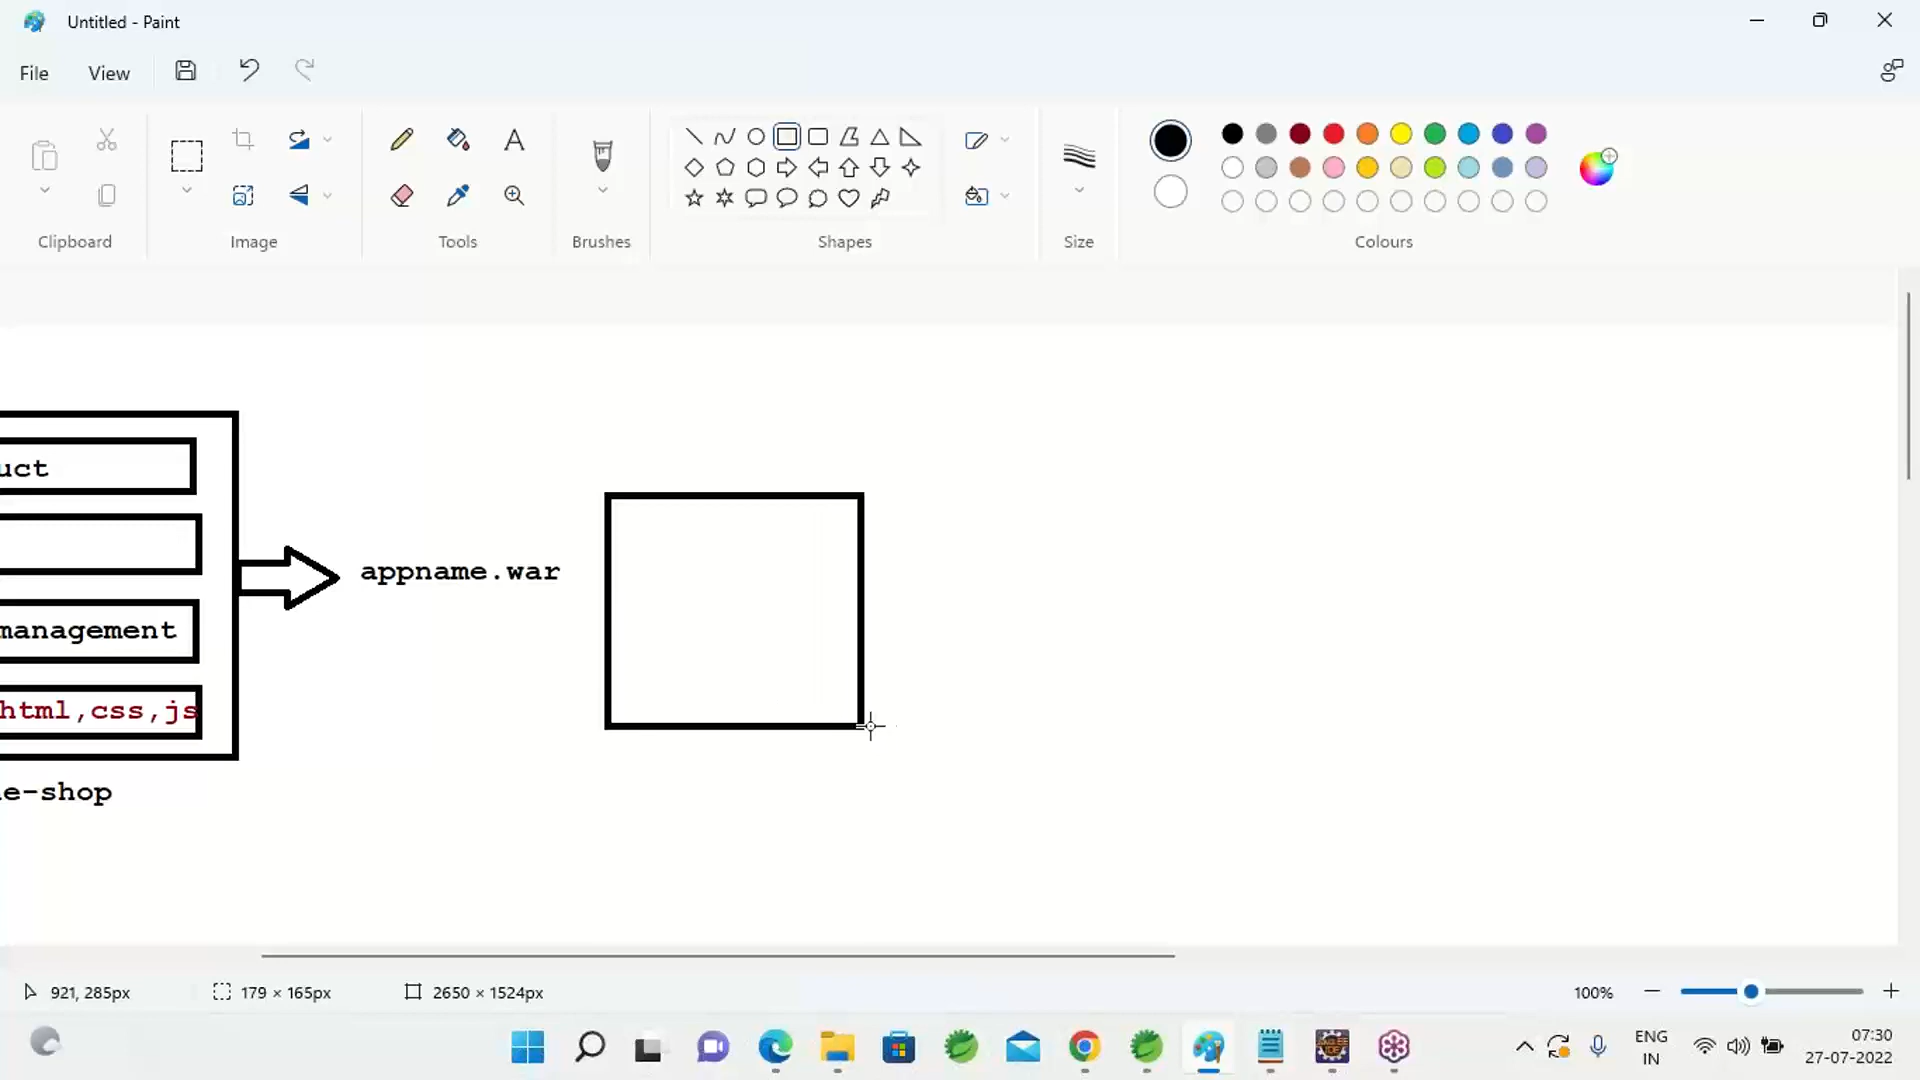 Untitled - Paint
File View
Clipboard Image Tools Brushes Shapes Size Colours
uct
appname.war
management
html,css,js
e-shop
921, 285px 179 × 165px 2650 × 1524px 100%
ENG 07:30
IN 27-07-2022